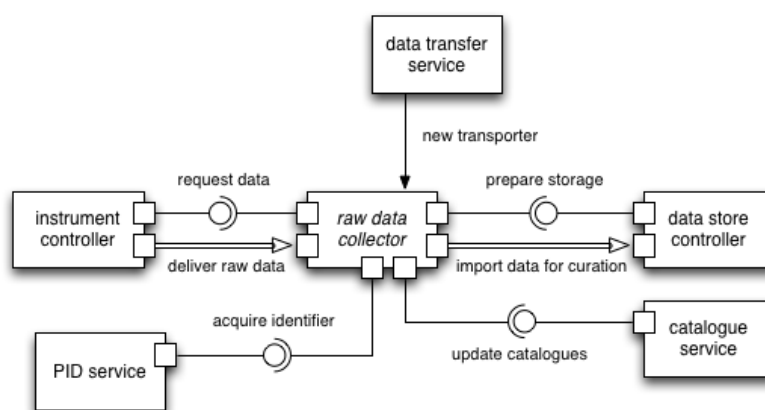 data transfer
service
new transporter
request data
prepare storage
instrument
controller
raw data
collector
data store
controller
deliver raw data
import data for curation
acquire identifier
update catalogues
catalogue
service
PID service